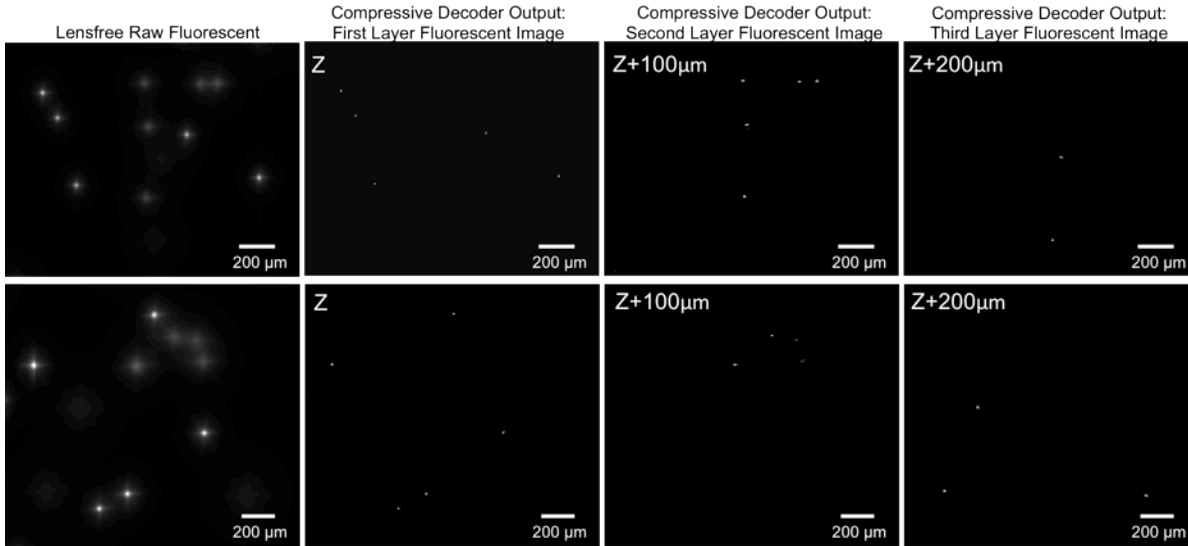 Lensfree Raw Fluorescent
Compressive Decoder Output:
First Layer Fluorescent Image
Compressive Decoder Output:
Second Layer Fluorescent Image
Compressive Decoder Output:
Third Layer Fluorescent Image
200 µm
Z
200 µm
Z+100µm
200 µm
Z+200µm
200 µm
200 µm
Z
200 µm
Z+100µm
200 µm
Z+200µm
200 µm